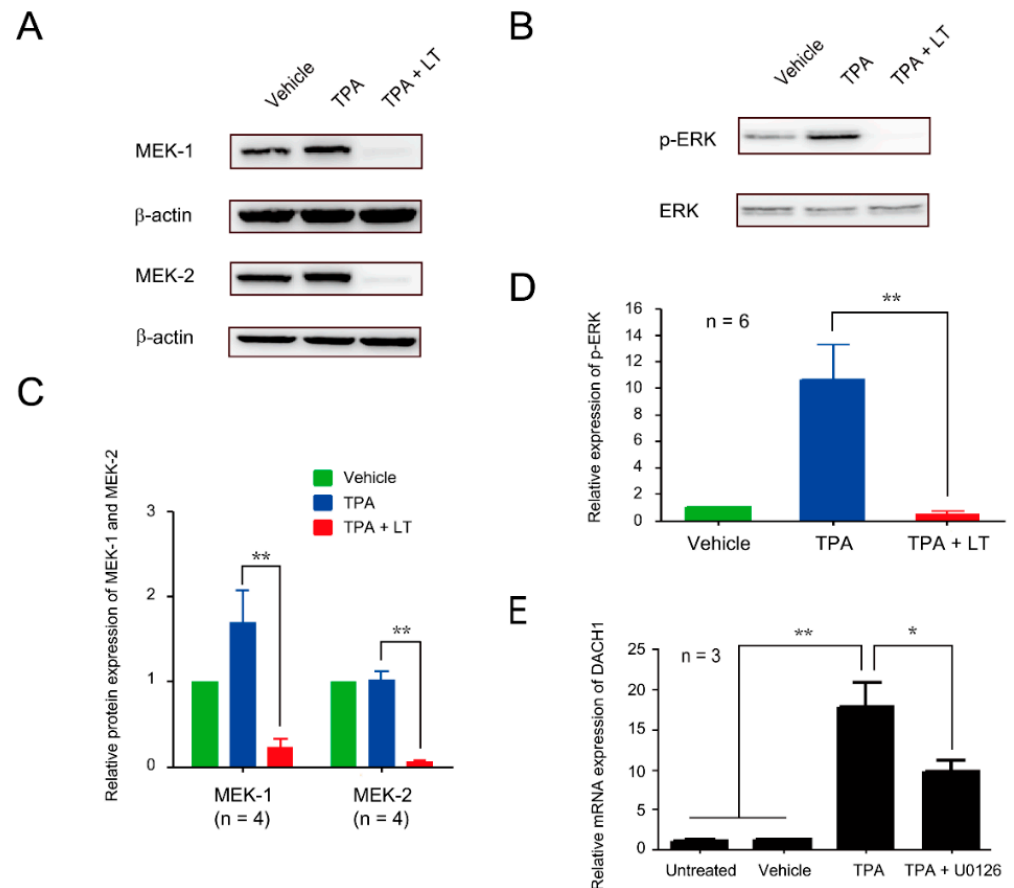 A
Vehicle
TPA
TPA + LT
MEK-1
β-actin
MEK-2
β-actin
B
Vehicle
TPA
TPA + LT
p-ERK
ERK
C
Relative protein expression of MEK-1 and MEK-2
Vehicle
TPA
TPA + LT
3
2
1
0
**
**
MEK-1
(n = 4)
MEK-2
(n = 4)
D
Relative expression of p-ERK
16
14
12
10
8
6
4
2
0
n = 6
**
Vehicle
TPA
TPA + LT
E
Relative mRNA expression of DACH1
25
20
15
10
5
0
n = 3
**
*
Untreated
Vehicle
TPA
TPA + U0126